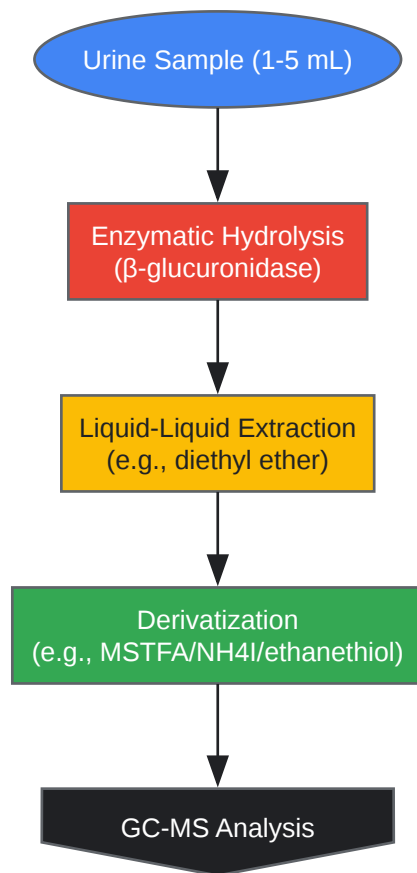 Urine Sample (1-5 mL)
Enzymatic Hydrolysis
(β-glucuronidase)
Liquid-Liquid Extraction
(e.g., diethyl ether)
Derivatization
(e.g., MSTFA/NH4I/ethanethiol)
GC-MS Analysis